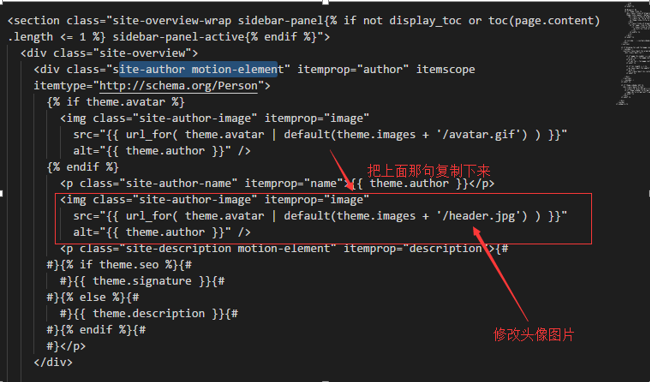 <section class="site-overview-wrap sidebar-panel{% if not display_toc or toc(page.content)
.length <= 1 %} sidebar-panel-active{% endif %}">
<div class="site-overview">
<div class="site-author motion-element" itemprop="author" itemscope
itemtype="http://schema.org/Person">
{% if theme.avatar %}
<img class="site-author-image" itemprop="image"
src="{{ url_for( theme.avatar | default(theme.images + '/avatar.gif') ) }}"
alt="{{ theme.author }}" />
{% endif %}
把上面那句复制下来
<p class="site-author-name" itemprop="name">{{ theme.author }}</p>
<img class="site-author-image" itemprop="image"
src="{{ url_for( theme.avatar | default(theme.images + '/header.jpg') ) }}"
alt="{{ theme.author }}" />
<p class="site-description motion-element" itemprop="description">{#
#}{% if theme.seo %}{#
#}{{ theme.signature }}{#
#}{% else %}{#
#}{{ theme.description }}{#
#}{% endif %}{#
修改头像图片
#}</p>
</div>